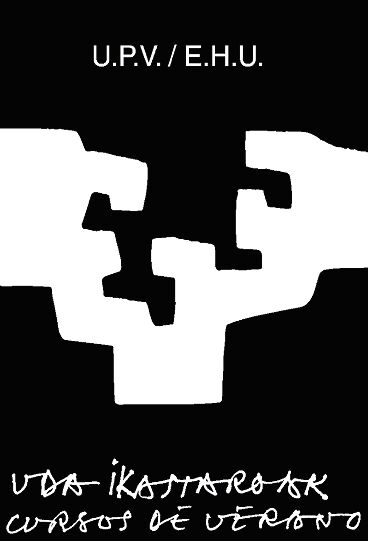 U.P.V. / E.H.U.
UDA iKASTAROAK
CURSOS DE VERANO